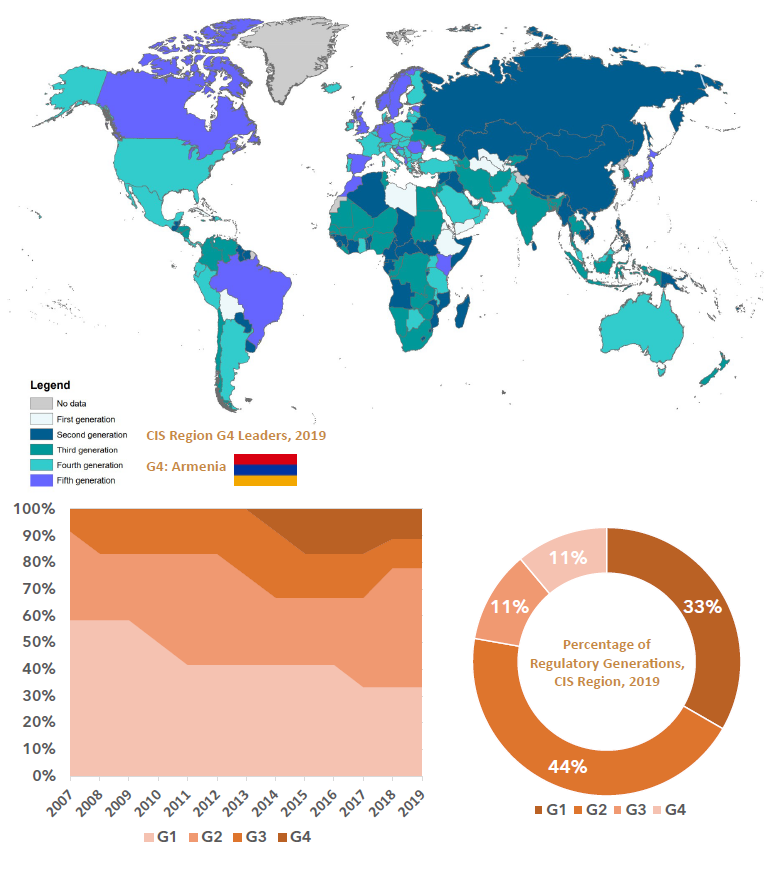 Legend
No data
First generation
Second generation
Third generation
Fourth generation
Fifth generation
CIS Region G4 Leaders, 2019
G4: Armenia
100%
90%
80%
70%
60%
50%
40%
30%
20%
10%
0%
2007
2008
2009
2010
2011
2012
2013
2014
2015
2016
2017
2018
2019
G1 G2 G3 G4
11%
33%
11%
44%
Percentage of
Regulatory Generations,
CIS Region, 2019
G1 G2 G3 G4